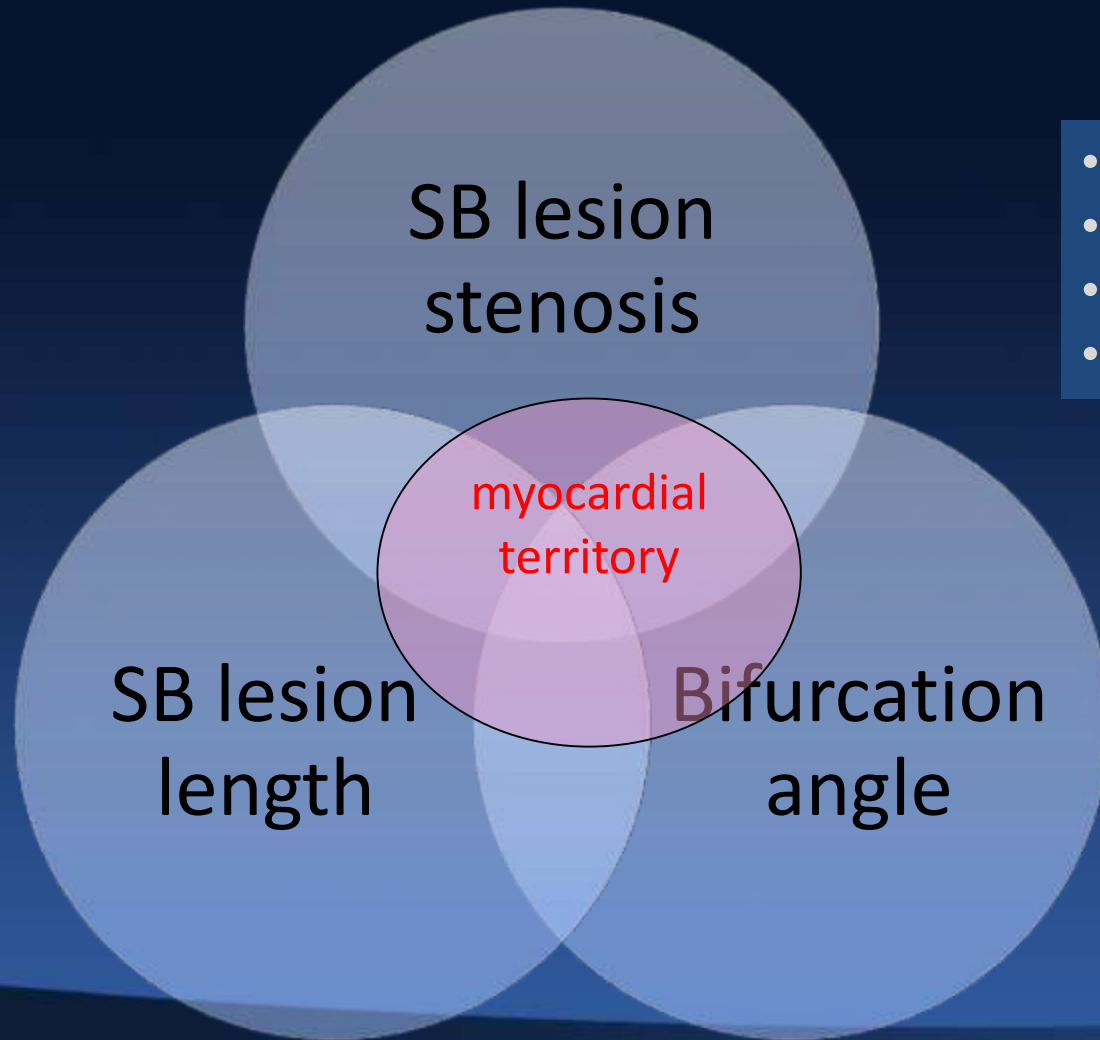 SB lesion
stenosis
myocardial
territory
SB lesion
length
Bifurcation
angle